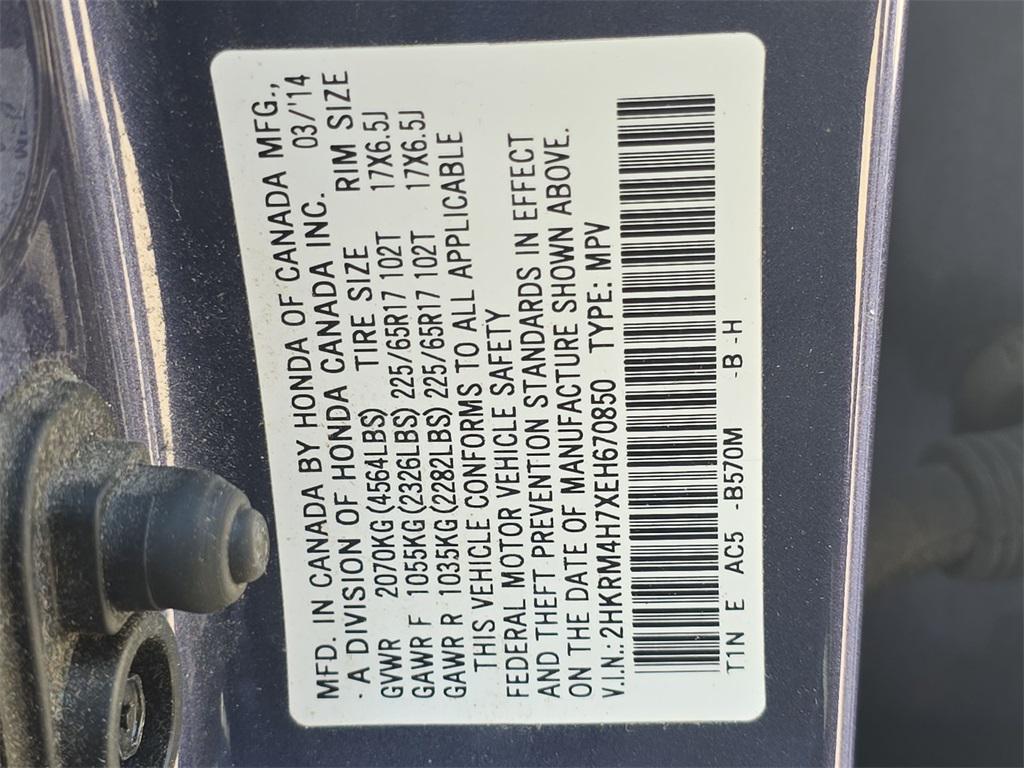 MFD. IN CANADA BY HONDA OF CANADA MFG.,
· A DIVISION OF HONDA CANADA INC. 03/'14
GVWR 2070KG(4564LBS) TIRE SIZE RIM SIZE
GAWR F 1055KG(2326LBS) 225/65R17 102T 17X6.5J
GAWR R 1035KG(2282LBS) 225/65R17 102T 17X6.5J
THIS VEHICLE CONFORMS TO ALL APPLICABLE
FEDERAL MOTOR VEHICLE SAFETY
AND THEFT PREVENTION STANDARDS IN EFFECT
ON THE DATE OF MANUFACTURE SHOWN ABOVE.
V.I.N.: 2HKRM4H7XEH670850 TYPE: MPV
T1N E AC5 -B570M -B -H